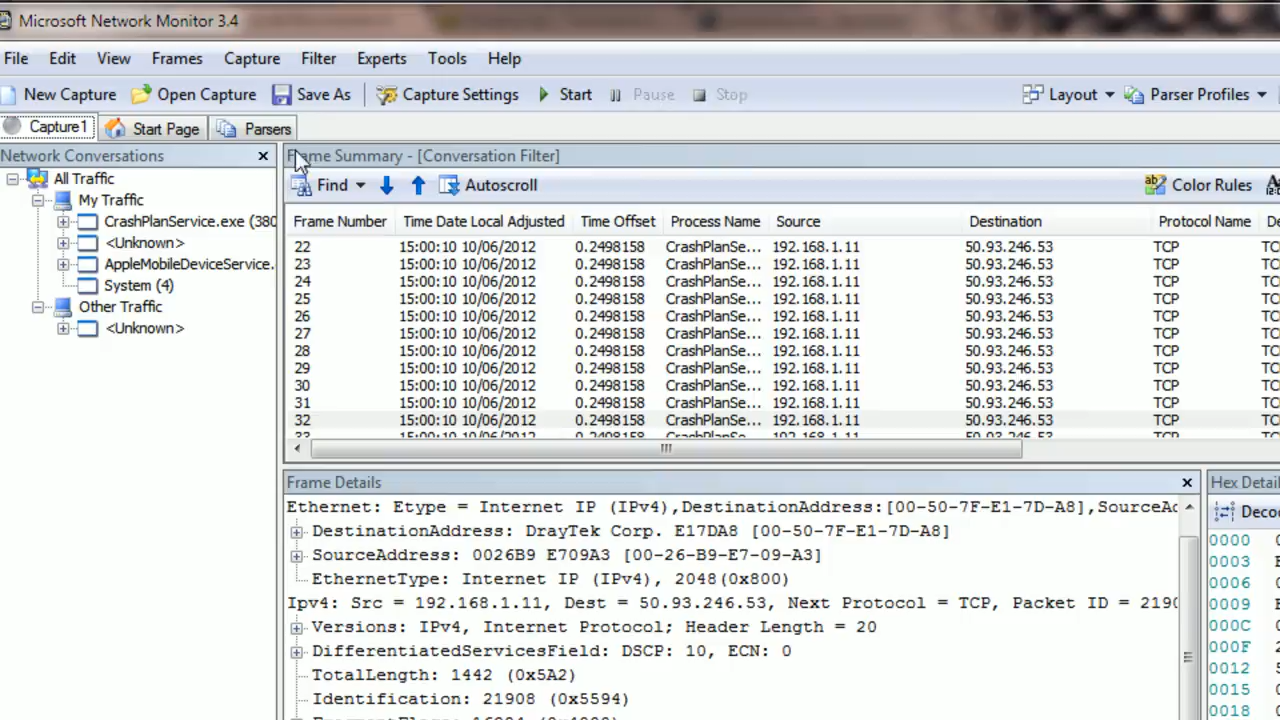 Microsoft Network Monitor 3.4
File Edit View Frames Capture Filter Experts Tools Help
New Capture Open Capture Save As Capture Settings Start Pause Stop Layout Parser Profiles
Capture1 Start Page Parsers
Network Conversations
All Traffic
My Traffic
CrashPlanService.exe (380
<Unknown>
AppleMobileDeviceService.
System (4)
Other Traffic
<Unknown>
Frame Summary - [Conversation Filter]
Find Autoscroll Color Rules
Frame Number Time Date Local Adjusted Time Offset Process Name Source Destination Protocol Name De
22 15:00:10 10/06/2012 0.2498158 CrashPlanSe... 192.168.1.11 50.93.246.53 TCP TC
23 15:00:10 10/06/2012 0.2498158 CrashPlanSe... 192.168.1.11 50.93.246.53 TCP TC
24 15:00:10 10/06/2012 0.2498158 CrashPlanSe... 192.168.1.11 50.93.246.53 TCP TC
25 15:00:10 10/06/2012 0.2498158 CrashPlanSe... 192.168.1.11 50.93.246.53 TCP TC
26 15:00:10 10/06/2012 0.2498158 CrashPlanSe... 192.168.1.11 50.93.246.53 TCP TC
27 15:00:10 10/06/2012 0.2498158 CrashPlanSe... 192.168.1.11 50.93.246.53 TCP TC
28 15:00:10 10/06/2012 0.2498158 CrashPlanSe... 192.168.1.11 50.93.246.53 TCP TC
29 15:00:10 10/06/2012 0.2498158 CrashPlanSe... 192.168.1.11 50.93.246.53 TCP TC
30 15:00:10 10/06/2012 0.2498158 CrashPlanSe... 192.168.1.11 50.93.246.53 TCP TC
31 15:00:10 10/06/2012 0.2498158 CrashPlanSe... 192.168.1.11 50.93.246.53 TCP TC
32 15:00:10 10/06/2012 0.2498158 CrashPlanSe... 192.168.1.11 50.93.246.53 TCP TC
Frame Details
Ethernet: Etype = Internet IP (IPv4),DestinationAddress:[00-50-7F-E1-7D-A8],SourceAd
DestinationAddress: DrayTek Corp. E17DA8 [00-50-7F-E1-7D-A8]
SourceAddress: 0026B9 E709A3 [00-26-B9-E7-09-A3]
EthernetType: Internet IP (IPv4), 2048(0x800)
Ipv4: Src = 192.168.1.11, Dest = 50.93.246.53, Next Protocol = TCP, Packet ID = 2190
Versions: IPv4, Internet Protocol; Header Length = 20
DifferentiatedServicesField: DSCP: 10, ECN: 0
TotalLength: 1442 (0x5A2)
Identification: 21908 (0x5594)
Hex Detail
Deco
0000
0003
0006
0009
000C
000F
0012
0015
0018